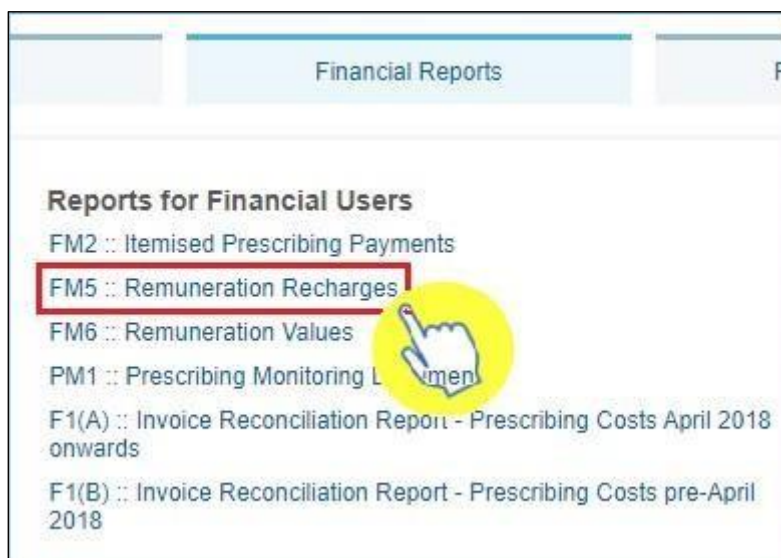 Financial Reports
Reports for Financial Users
FM2 :: Itemised Prescribing Payments
FM5 :: Remuneration Recharges
FM6 :: Remuneration Values
PM1 :: Prescribing Monitoring
F1(A) :: Invoice Reconciliation Report - Prescribing Costs April 2018
onwards
F1(B) :: Invoice Reconciliation Report - Prescribing Costs pre-April
2018